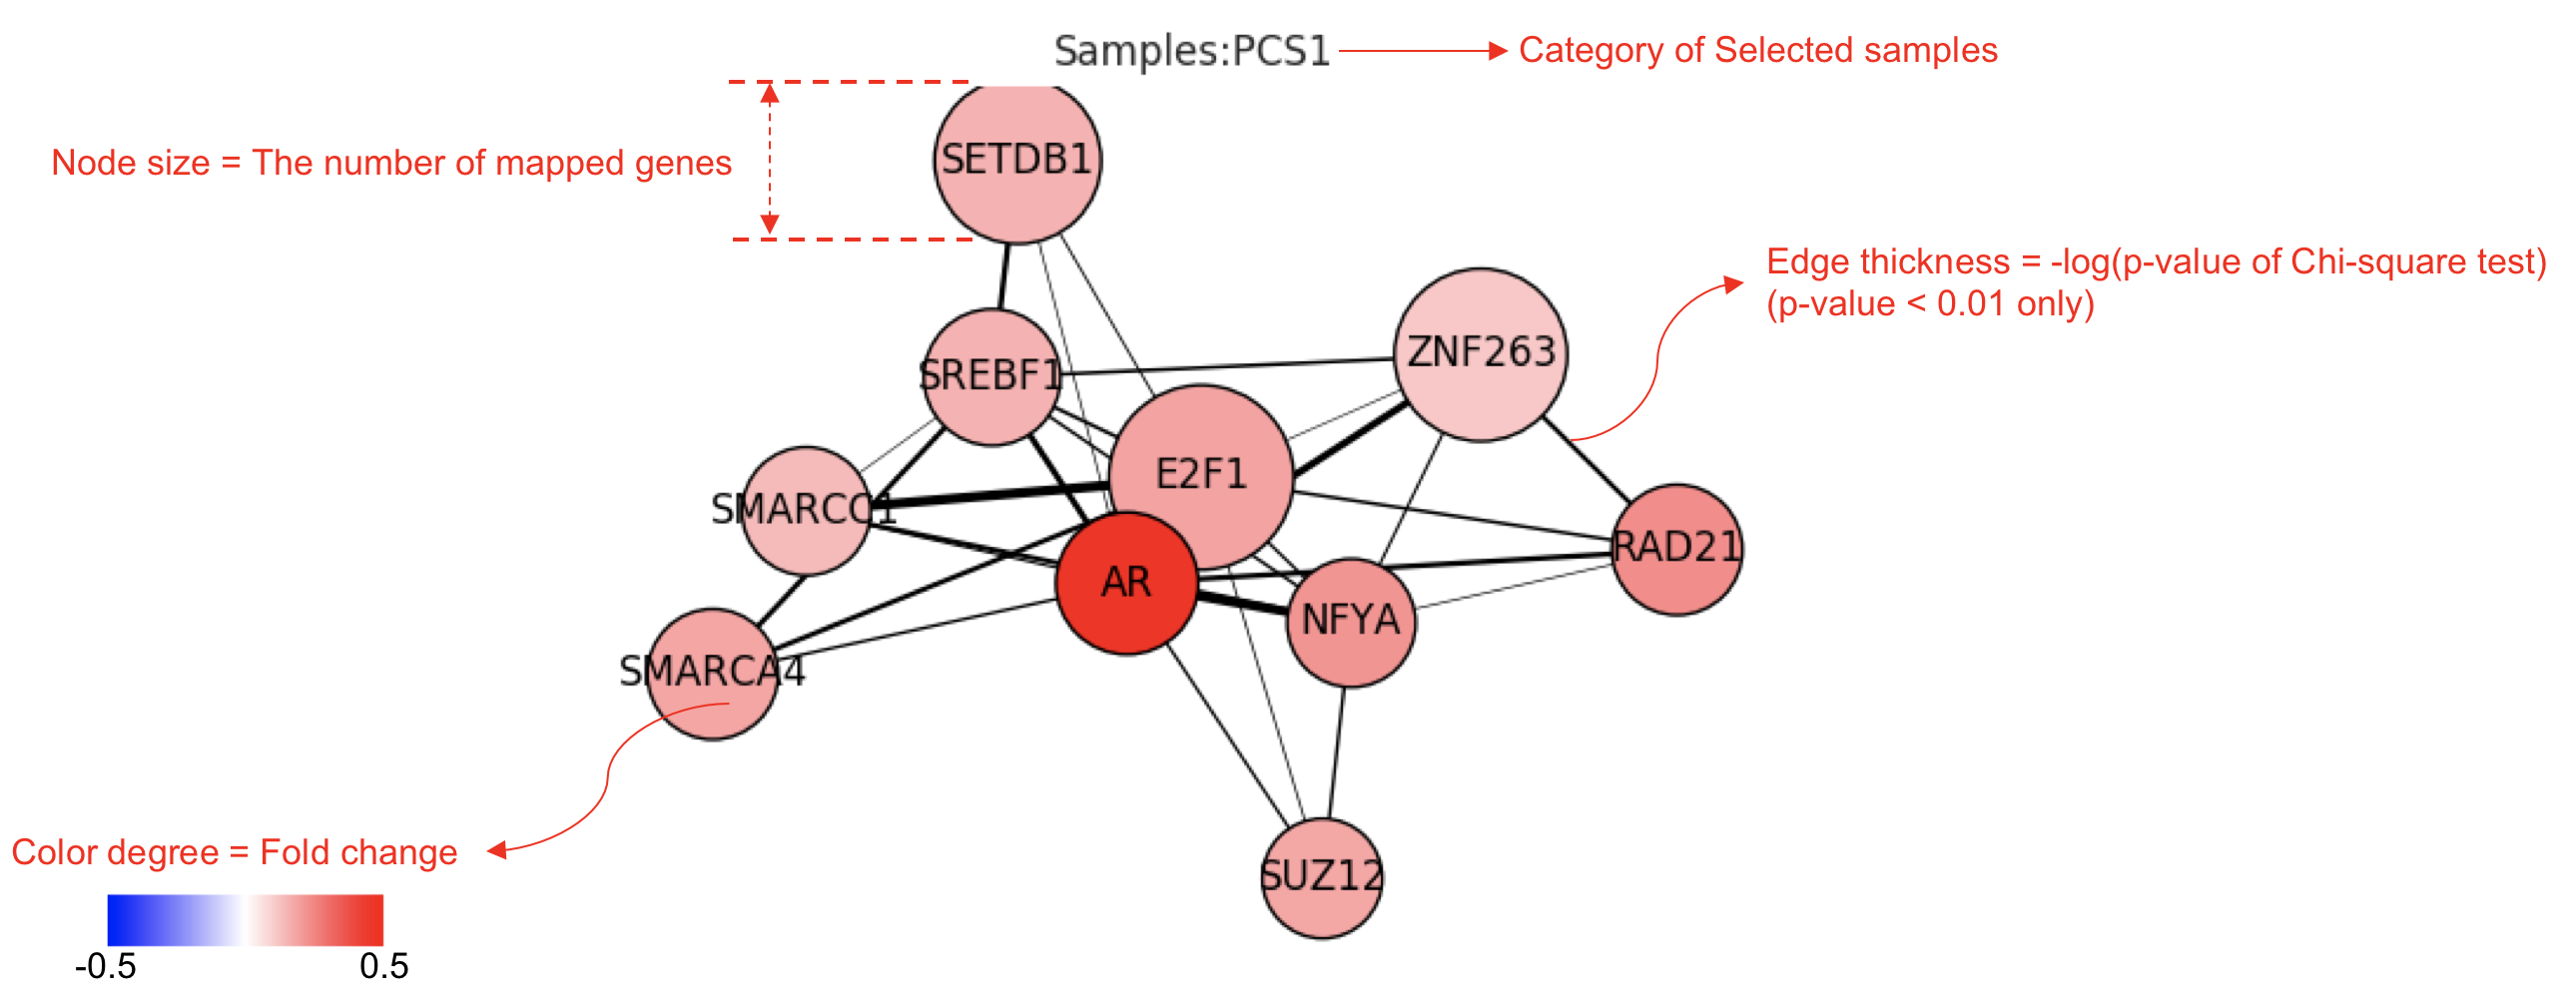 Samples:PCS1
Category of Selected samples
Node size = The number of mapped genes
SETDB1
Edge thickness = -log(p-value of Chi-square test)
(p-value < 0.01 only)
ZNF263
SREBF1
E2F1
SMARCC1
RAD21
AR
NFYA
SMARCA4
Color degree = Fold change
SUZ12
-0.5
0.5